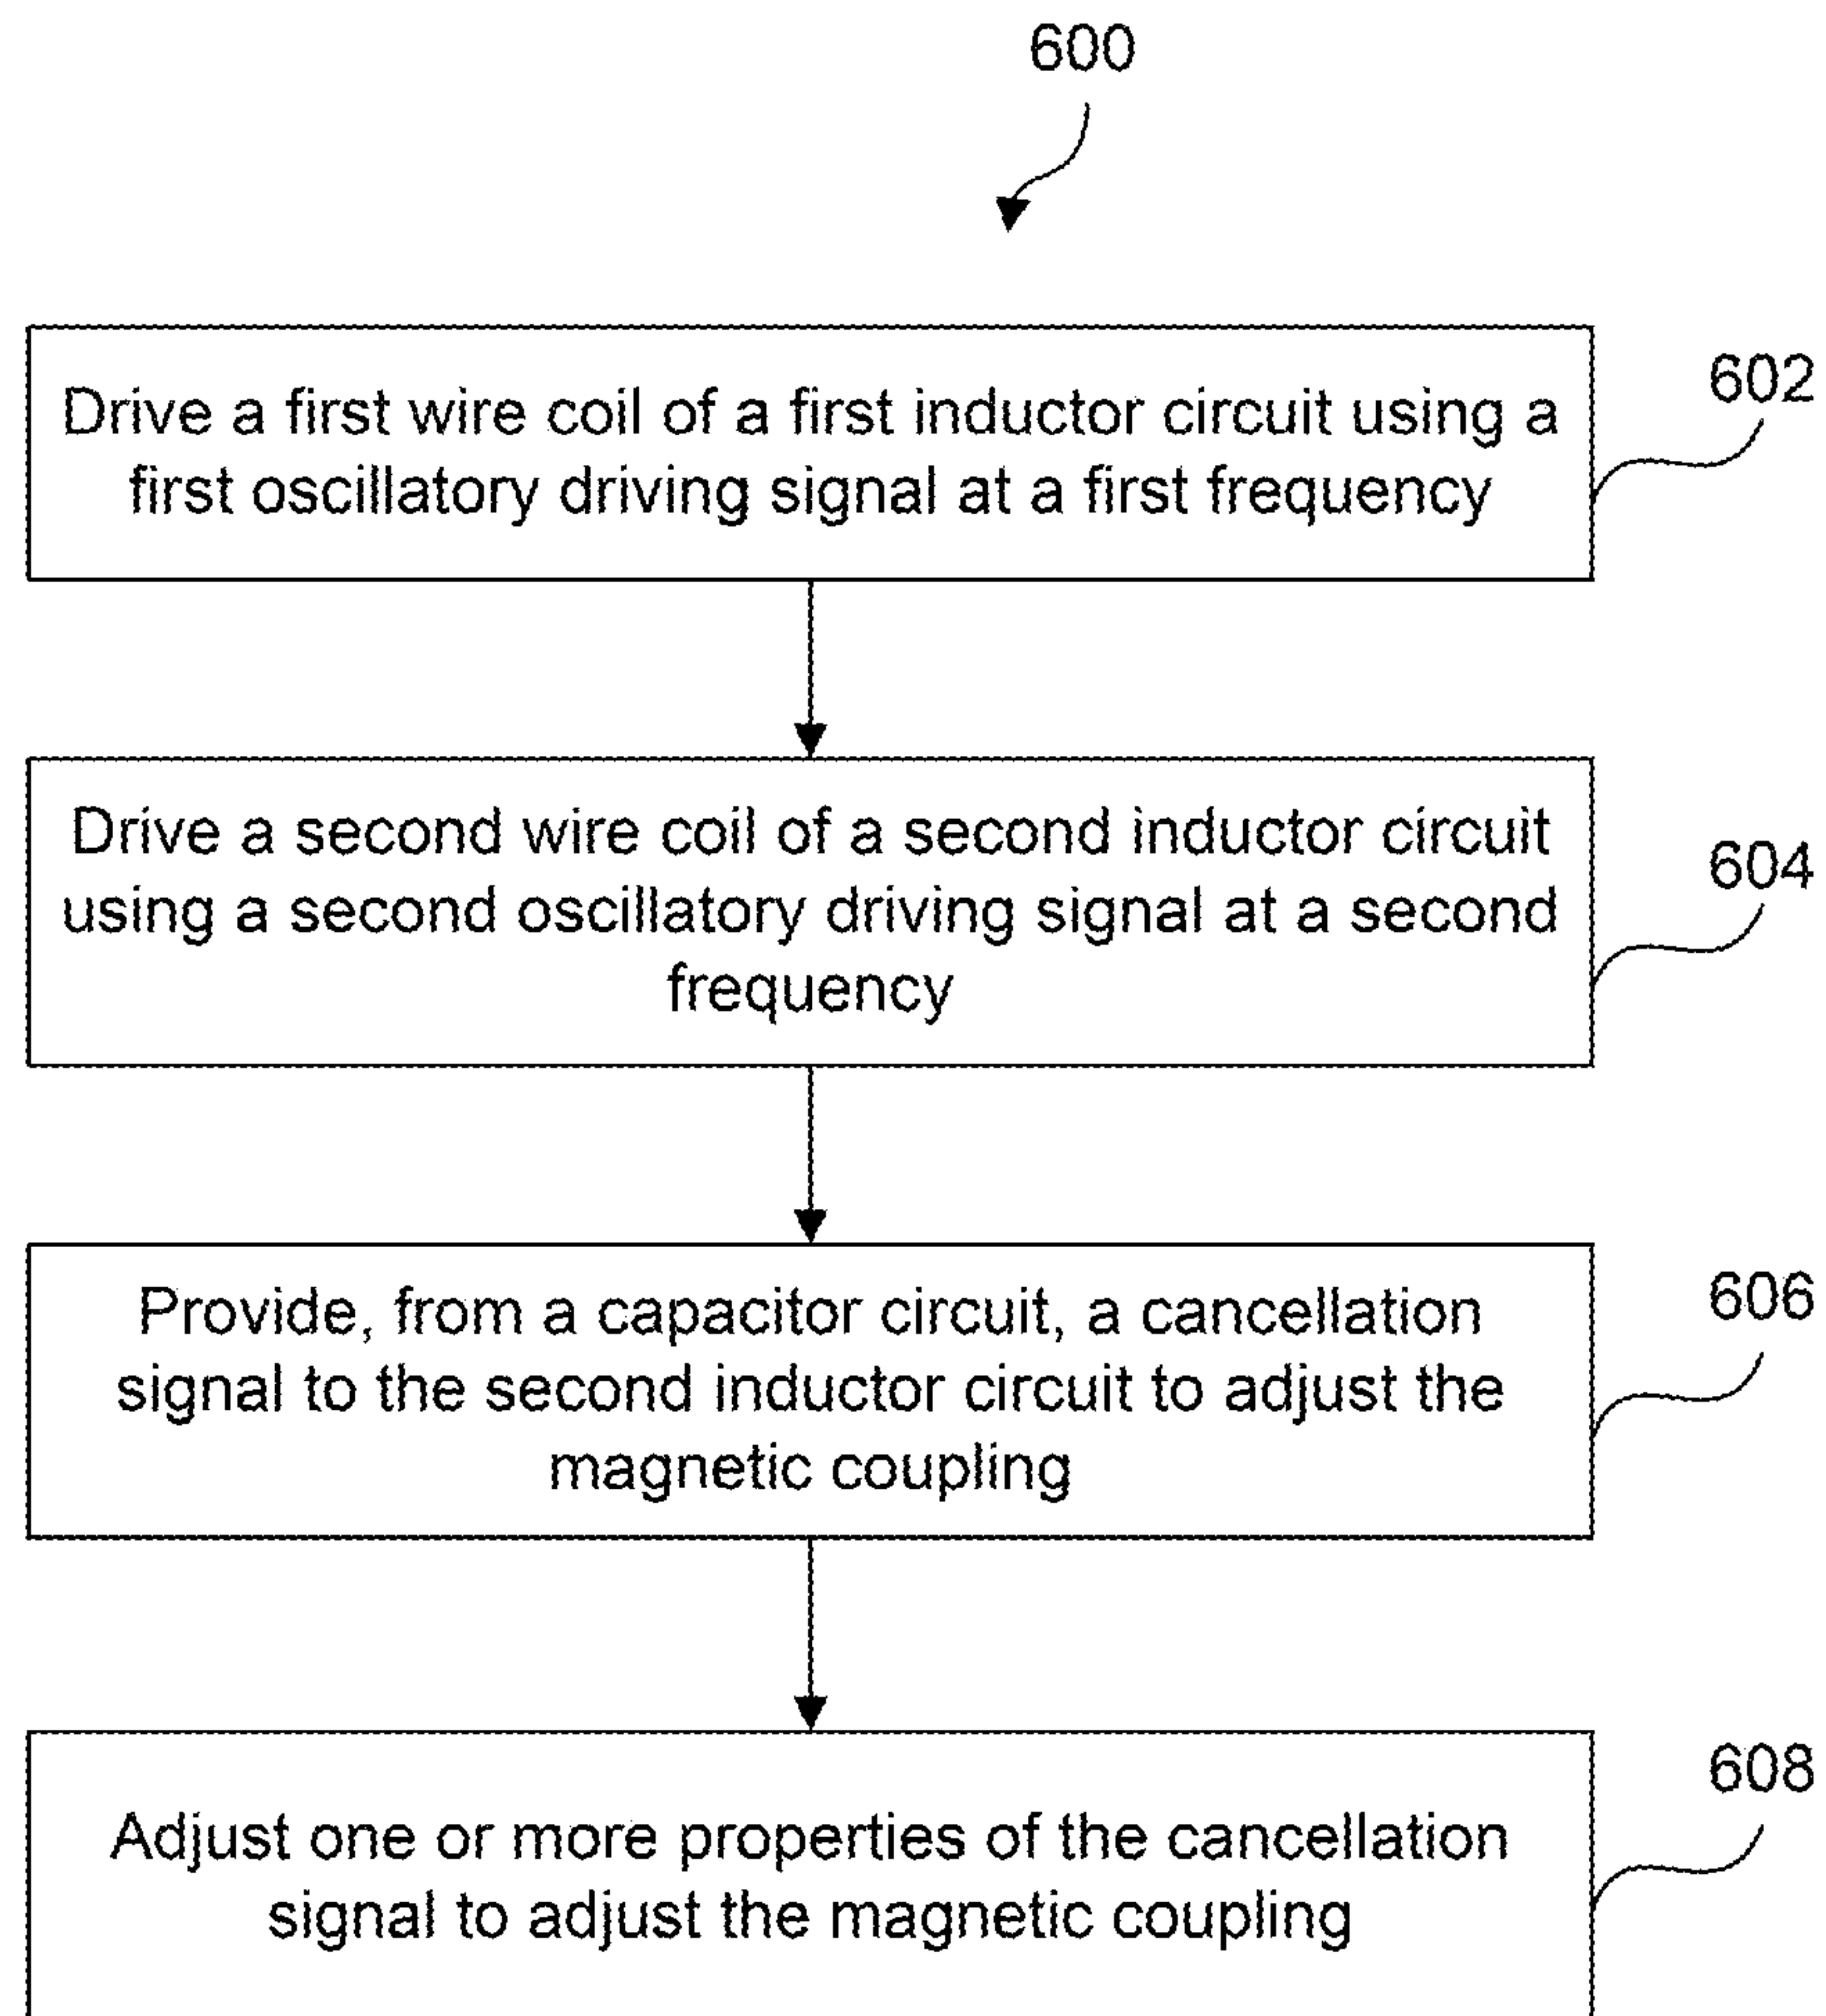 600
Drive a first wire coil of a first inductor circuit using a
first oscillatory driving signal at a first frequency
602
Drive a second wire coil of a second inductor circuit
using a second oscillatory driving signal at a second
frequency
604
Provide, from a capacitor circuit, a cancellation
signal to the second inductor circuit to adjust the
magnetic coupling
606
Adjust one or more properties of the cancellation
signal to adjust the magnetic coupling
608